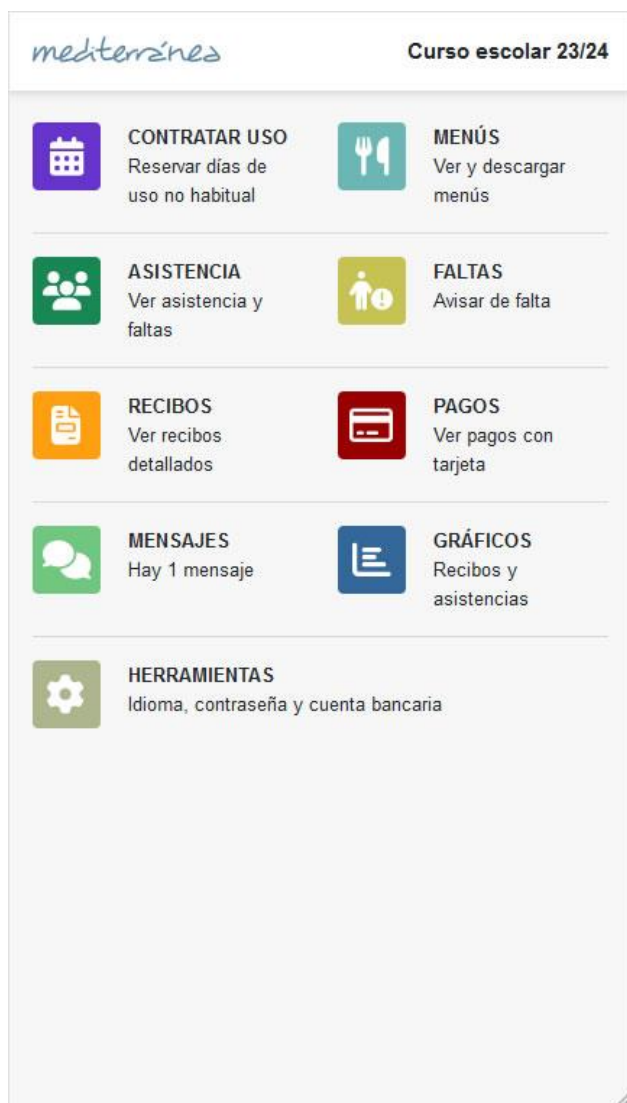 mediterránea
Curso escolar 23/24
CONTRATAR USO
Reservar días de
uso no habitual
MENÚS
Ver y descargar
menús
ASISTENCIA
Ver asistencia y
faltas
FALTAS
Avisar de falta
RECIBOS
Ver recibos
detallados
PAGOS
Ver pagos con
tarjeta
MENSAJES
Hay 1 mensaje
GRÁFICOS
Recibos y
asistencias
HERRAMIENTAS
Idioma, contraseña y cuenta bancaria